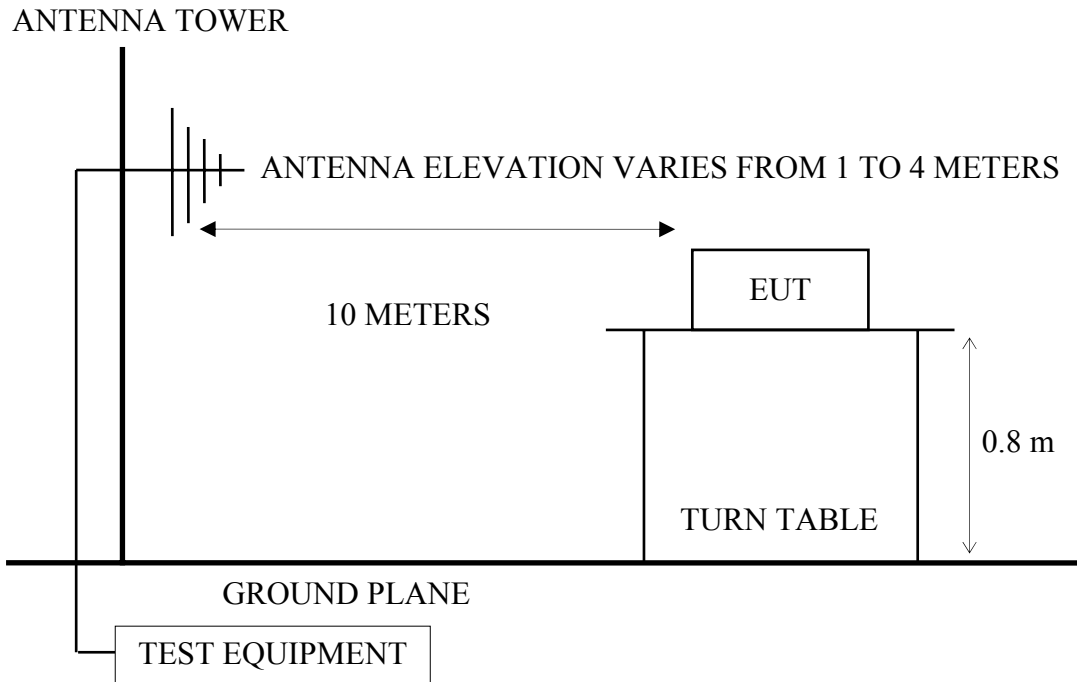 ANTENNA TOWER
ANTENNA ELEVATION VARIES FROM 1 TO 4 METERS
EUT
10 METERS
0.8 m
TURN TABLE
GROUND PLANE
TEST EQUIPMENT